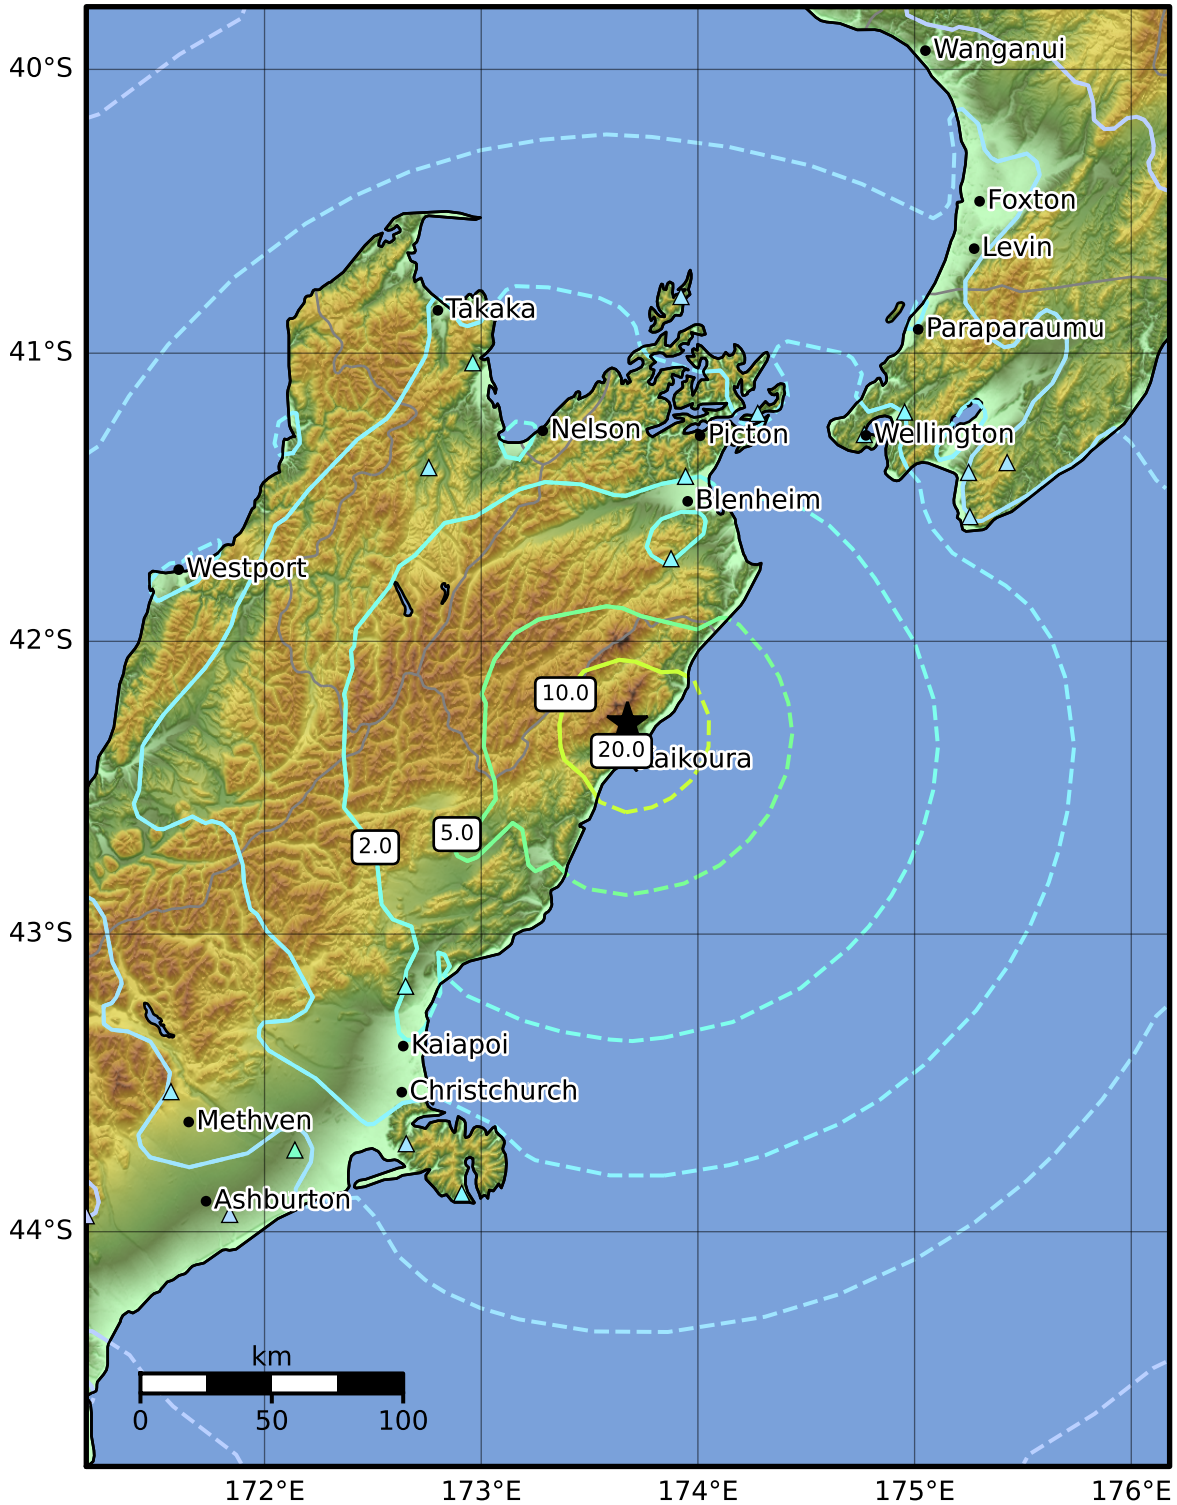 Wanganui
40°S
Foxton
Levin
Takaka
Paraparaumu
41°S
Nelson
Picton
Wellington
Blenheim
Westport
42°S
10.0
20.0
aikoura
5.0
2.0
43°S
Kaiapoi
Christchurch
Methven
Ashburton
44°S
km
0 50 100
172°E 173°E 174°E 175°E 176°E